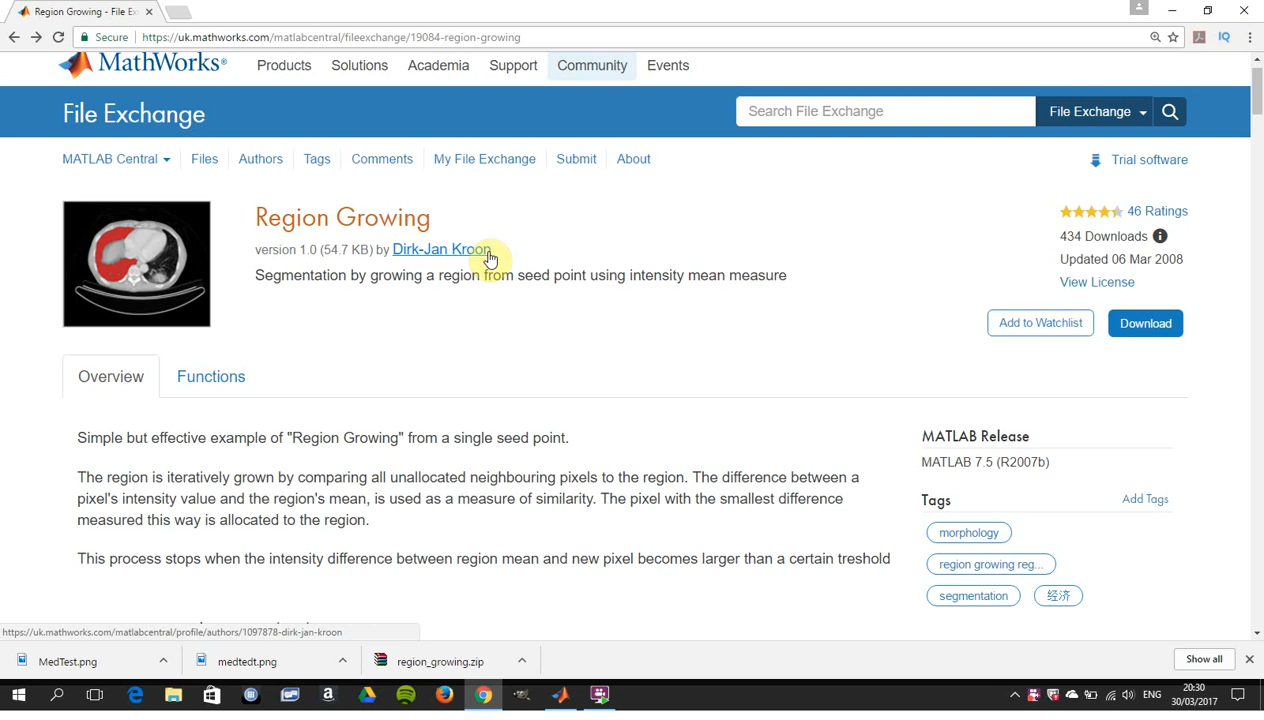 Region Growing - File Ex
Secure
https://uk.mathworks.com/matlabcentral/fileexchange/19084-region-growing
MathWorks®
Products
Solutions
Academia
Support
Community
Events
File Exchange
Search File Exchange
File Exchange
MATLAB Central
Files
Authors
Tags
Comments
My File Exchange
Submit
About
Trial software
Region Growing
version 1.0 (54.7 KB) by Dirk-Jan Kroon
Segmentation by growing a region from seed point using intensity mean measure
46 Ratings
434 Downloads
Updated 06 Mar 2008
View License
Add to Watchlist
Download
Overview
Functions
Simple but effective example of "Region Growing" from a single seed point.
The region is iteratively grown by comparing all unallocated neighbouring pixels to the region. The difference between a
pixel's intensity value and the region's mean, is used as a measure of similarity. The pixel with the smallest difference
measured this way is allocated to the region.
This process stops when the intensity difference between region mean and new pixel becomes larger than a certain treshold
MATLAB Release
MATLAB 7.5 (R2007b)
Tags
Add Tags
morphology
region growing reg...
segmentation
经济
https://uk.mathworks.com/matlabcentral/profile/authors/1097878-dirk-jan-kroon
MedTest.png
medtedt.png
region_growing.zip
Show all
ENG
20:30
30/03/2017